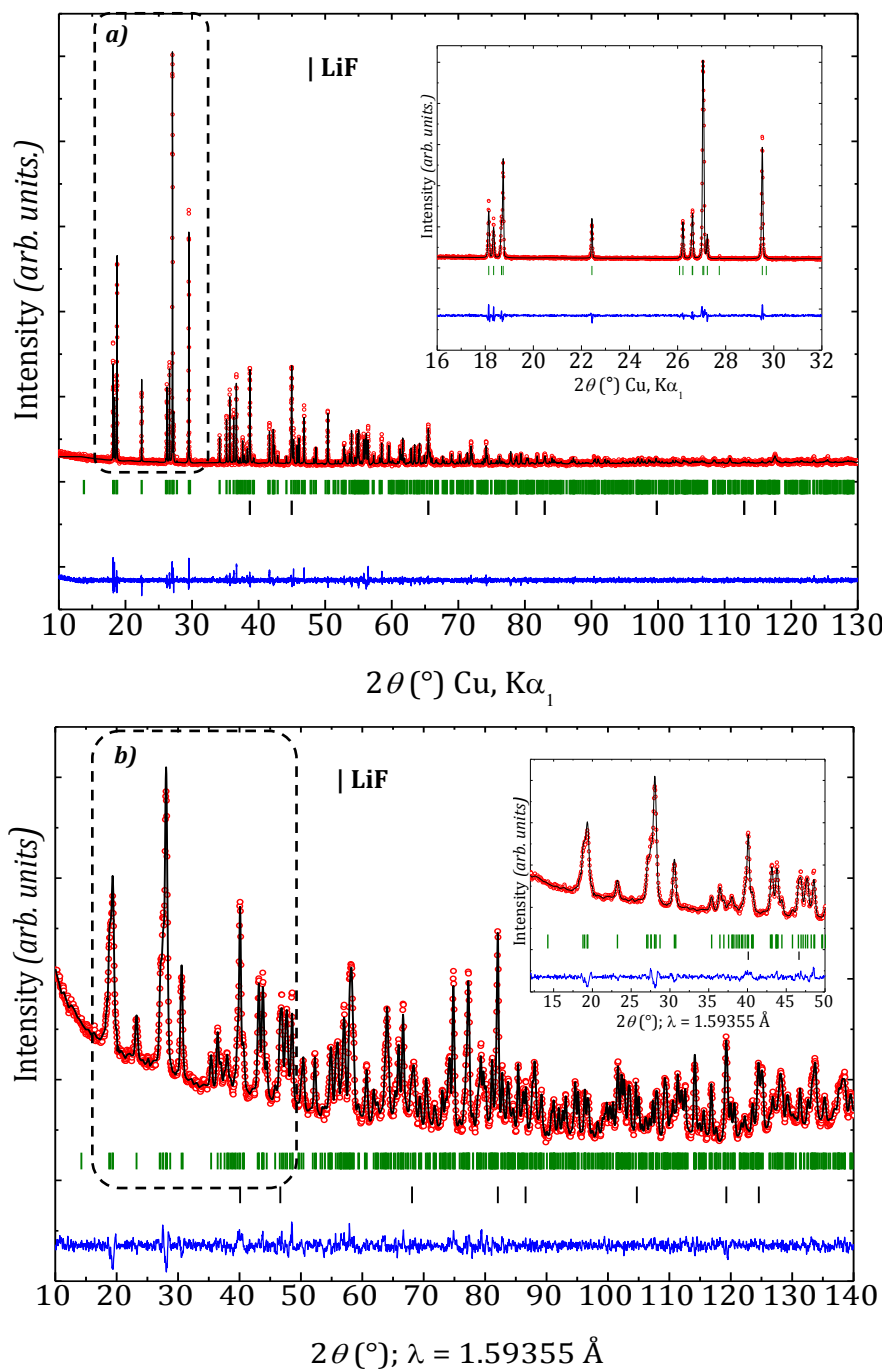 a)
| LiF
Intensity (arb. units.)
Intensity (arb. units.)
16 18 20 22 24 26 28 30 32
2θ (°) Cu, Kα₁
10 20 30 40 50 60 70 80 90 100 110 120 130
2θ (°) Cu, Kα₁
b)
| LiF
Intensity (arb. units)
Intensity (arb. units)
15 20 25 30 35 40 45 50
2θ (°); λ = 1.59355 Å
10 20 30 40 50 60 70 80 90 100 110 120 130 140
2θ (°); λ = 1.59355 Å